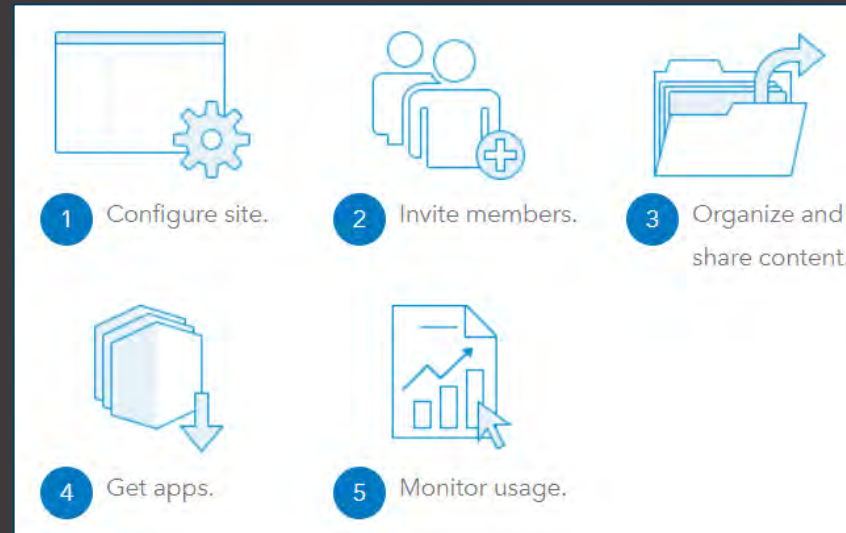 1 Configure site.
2 Invite members.
3 Organize and
share content.
4 Get apps.
5 Monitor usage.